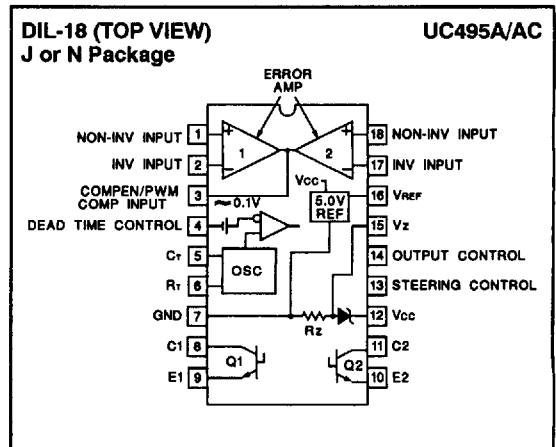 DIL-18 (TOP VIEW) UC495A/AC
J or N Package
ERROR
AMP
NON-INV INPUT 1 + + 18 NON-INV INPUT
1 2
INV INPUT 2 − − 17 INV INPUT
COMPEN/PWM
COMP INPUT 3 Vcc 5.0V REF 16 VREF
≈0.1V
DEAD TIME CONTROL 4 15 Vz
CT 5 OSC 14 OUTPUT CONTROL
RT 6 13 STEERING CONTROL
GND 7 Rz 12 Vcc
C1 8 Q1 Q2 11 C2
E1 9 10 E2